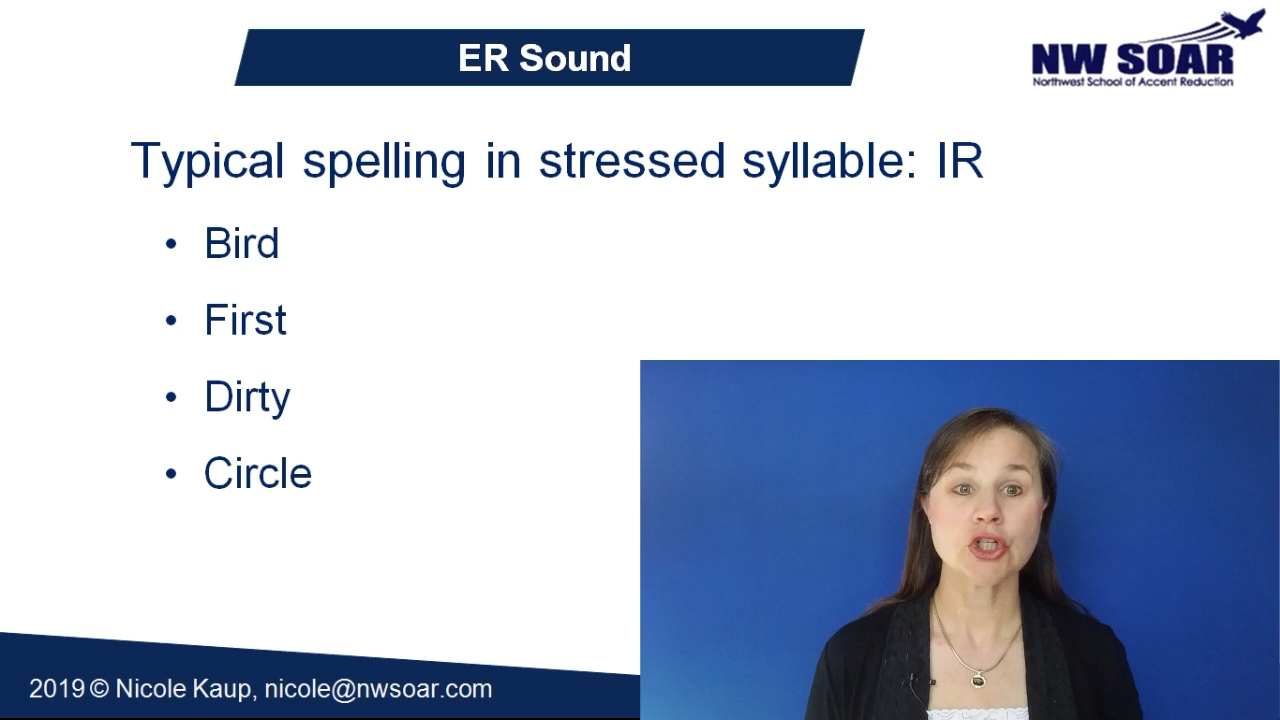 ER Sound
NW SOAR
Northwest School of Accent Reduction
Typical spelling in stressed syllable: IR
• Bird
• First
• Dirty
• Circle
2019 © Nicole Kaup, nicole@nwsoar.com